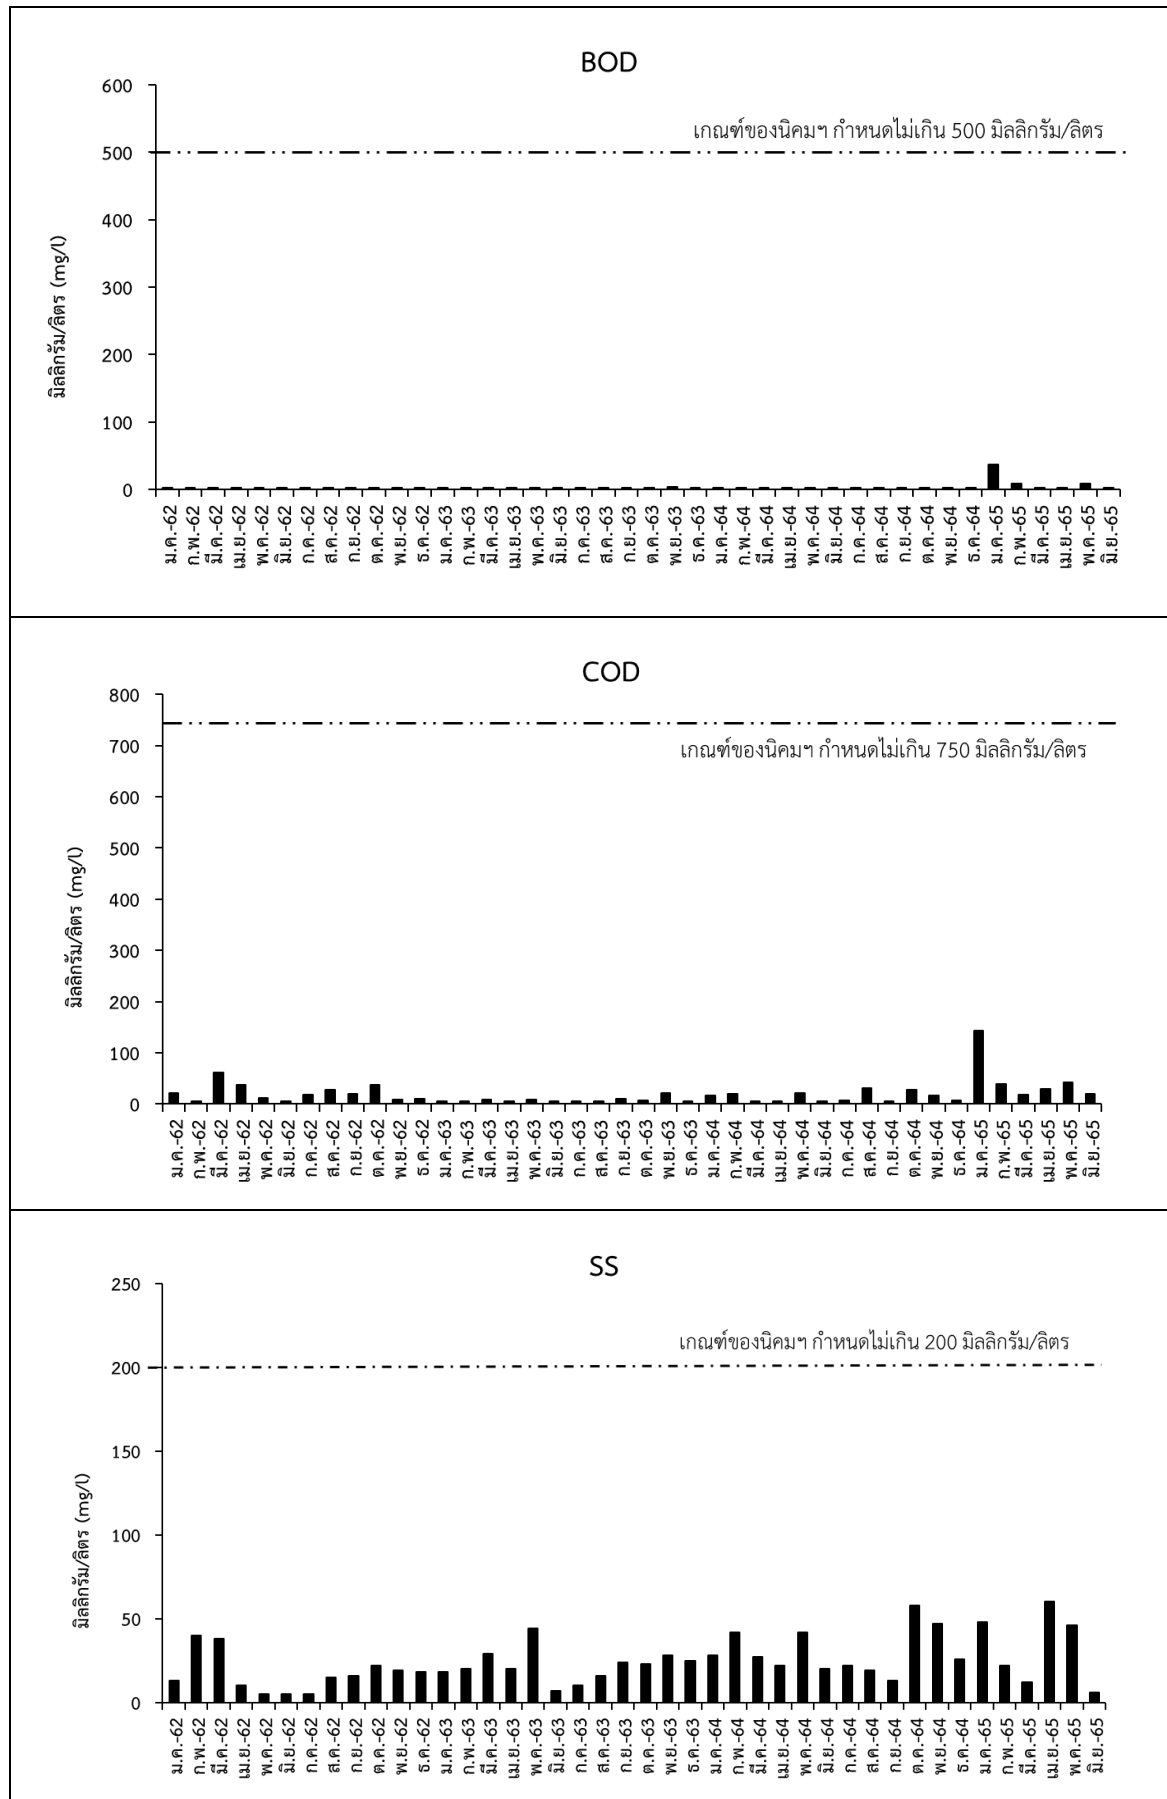 BOD
เกณฑ์ของนิคมฯ กำหนดไม่เกิน 500 มิลลิกรัม/ลิตร
มิลลิกรัม/ลิตร (mg/l)
600
500
400
300
200
100
0
ม.ค.-62 ก.พ.-62 มี.ค.-62 เม.ย.-62 พ.ค.-62 มิ.ย.-62 ก.ค.-62 ส.ค.-62 ก.ย.-62 ต.ค.-62 พ.ย.-62 ธ.ค.-62 ม.ค.-63 ก.พ.-63 มี.ค.-63 เม.ย.-63 พ.ค.-63 มิ.ย.-63 ก.ค.-63 ส.ค.-63 ก.ย.-63 ต.ค.-63 พ.ย.-63 ธ.ค.-63 ม.ค.-64 ก.พ.-64 มี.ค.-64 เม.ย.-64 พ.ค.-64 มิ.ย.-64 ก.ค.-64 ส.ค.-64 ก.ย.-64 ต.ค.-64 พ.ย.-64 ธ.ค.-64 ม.ค.-65 ก.พ.-65 มี.ค.-65 เม.ย.-65 พ.ค.-65 มิ.ย.-65
COD
เกณฑ์ของนิคมฯ กำหนดไม่เกิน 750 มิลลิกรัม/ลิตร
มิลลิกรัม/ลิตร (mg/l)
800
700
600
500
400
300
200
100
0
ม.ค.-62 ก.พ.-62 มี.ค.-62 เม.ย.-62 พ.ค.-62 มิ.ย.-62 ก.ค.-62 ส.ค.-62 ก.ย.-62 ต.ค.-62 พ.ย.-62 ธ.ค.-62 ม.ค.-63 ก.พ.-63 มี.ค.-63 เม.ย.-63 พ.ค.-63 มิ.ย.-63 ก.ค.-63 ส.ค.-63 ก.ย.-63 ต.ค.-63 พ.ย.-63 ธ.ค.-63 ม.ค.-64 ก.พ.-64 มี.ค.-64 เม.ย.-64 พ.ค.-64 มิ.ย.-64 ก.ค.-64 ส.ค.-64 ก.ย.-64 ต.ค.-64 พ.ย.-64 ธ.ค.-64 ม.ค.-65 ก.พ.-65 มี.ค.-65 เม.ย.-65 พ.ค.-65 มิ.ย.-65
SS
เกณฑ์ของนิคมฯ กำหนดไม่เกิน 200 มิลลิกรัม/ลิตร
มิลลิกรัม/ลิตร (mg/l)
250
200
150
100
50
0
ม.ค.-62 ก.พ.-62 มี.ค.-62 เม.ย.-62 พ.ค.-62 มิ.ย.-62 ก.ค.-62 ส.ค.-62 ก.ย.-62 ต.ค.-62 พ.ย.-62 ธ.ค.-62 ม.ค.-63 ก.พ.-63 มี.ค.-63 เม.ย.-63 พ.ค.-63 มิ.ย.-63 ก.ค.-63 ส.ค.-63 ก.ย.-63 ต.ค.-63 พ.ย.-63 ธ.ค.-63 ม.ค.-64 ก.พ.-64 มี.ค.-64 เม.ย.-64 พ.ค.-64 มิ.ย.-64 ก.ค.-64 ส.ค.-64 ก.ย.-64 ต.ค.-64 พ.ย.-64 ธ.ค.-64 ม.ค.-65 ก.พ.-65 มี.ค.-65 เม.ย.-65 พ.ค.-65 มิ.ย.-65